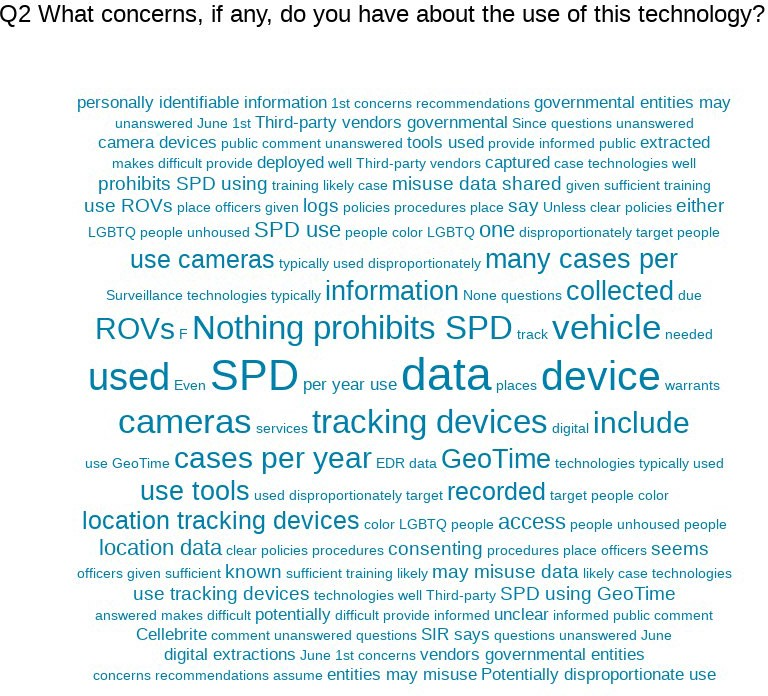 Q2 What concerns, if any, do you have about the use of this technology?
personally identifiable information 1st concerns recommendations governmental entities may
unanswered June 1st Third-party vendors governmental Since questions unanswered
camera devices public comment unanswered tools used provide informed public extracted
makes difficult provide deployed well Third-party vendors captured case technologies well
prohibits SPD using training likely case misuse data shared given sufficient training
use ROVs place officers given logs policies procedures place say Unless clear policies either
LGBTQ people unhoused SPD use people color LGBTQ one disproportionately target people
use cameras typically used disproportionately many cases per
Surveillance technologies typically information None questions collected due
ROVs F Nothing prohibits SPD track vehicle needed
used Even SPD per year use data places device warrants
cameras services tracking devices digital include
use GeoTime cases per year EDR data GeoTime technologies typically used
use tools used disproportionately target recorded target people color
location tracking devices color LGBTQ people access people unhoused people
location data clear policies procedures consenting procedures place officers seems
officers given sufficient known sufficient training likely may misuse data likely case technologies
use tracking devices technologies well Third-party SPD using GeoTime
answered makes difficult potentially difficult provide informed unclear informed public comment
Cellebrite comment unanswered questions SIR says questions unanswered June
digital extractions June 1st concerns vendors governmental entities
concerns recommendations assume entities may misuse Potentially disproportionate use